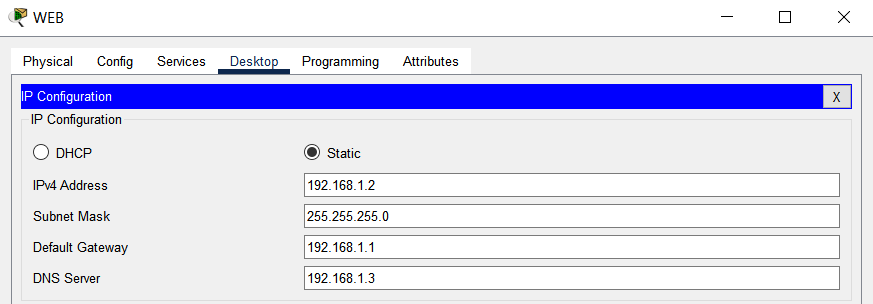 WEB
Physical Config Services Desktop Programming Attributes
IP Configuration X
IP Configuration
DHCP Static
IPv4 Address 192.168.1.2
Subnet Mask 255.255.255.0
Default Gateway 192.168.1.1
DNS Server 192.168.1.3